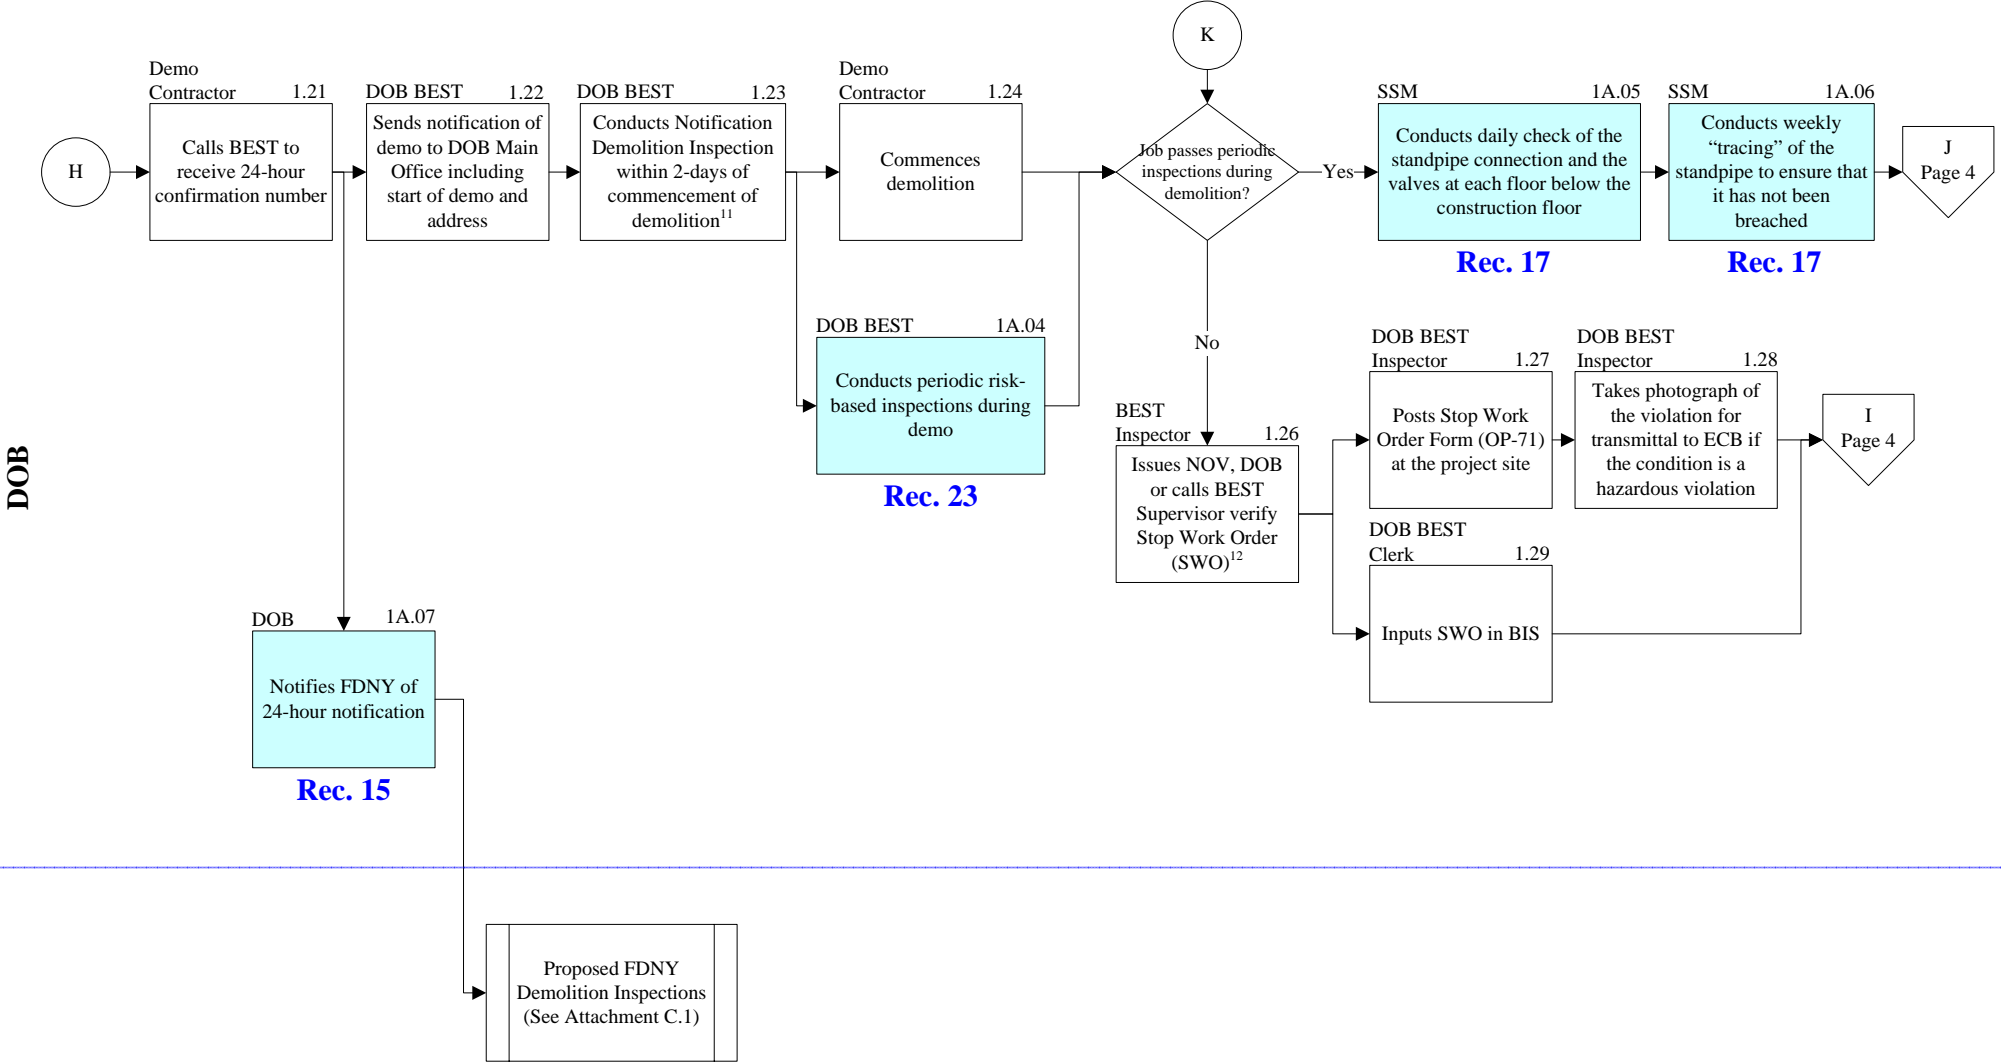 K
Demo
Contractor 1.21
Calls BEST to
receive 24-hour
confirmation number
H
DOB BEST 1.22
Sends notification of
demo to DOB Main
Office including
start of demo and
address
DOB BEST 1.23
Conducts Notification
Demolition Inspection
within 2-days of
commencement of
demolition11
Demo
Contractor 1.24
Commences
demolition
Job passes periodic
inspections during
demolition?
Yes
SSM 1A.05
Conducts daily check of the
standpipe connection and the
valves at each floor below the
construction floor
Rec. 17
SSM 1A.06
Conducts weekly
“tracing” of the
standpipe to ensure that
it has not been
breached
Rec. 17
J
Page 4
DOB BEST 1A.04
Conducts periodic risk-
based inspections during
demo
Rec. 23
No
BEST
Inspector 1.26
Issues NOV, DOB
or calls BEST
Supervisor verify
Stop Work Order
(SWO)12
DOB BEST
Inspector 1.27
Posts Stop Work
Order Form (OP-71)
at the project site
DOB BEST
Inspector 1.28
Takes photograph of
the violation for
transmittal to ECB if
the condition is a
hazardous violation
I
Page 4
DOB BEST
Clerk 1.29
Inputs SWO in BIS
DOB
DOB 1A.07
Notifies FDNY of
24-hour notification
Rec. 15
Proposed FDNY
Demolition Inspections
(See Attachment C.1)